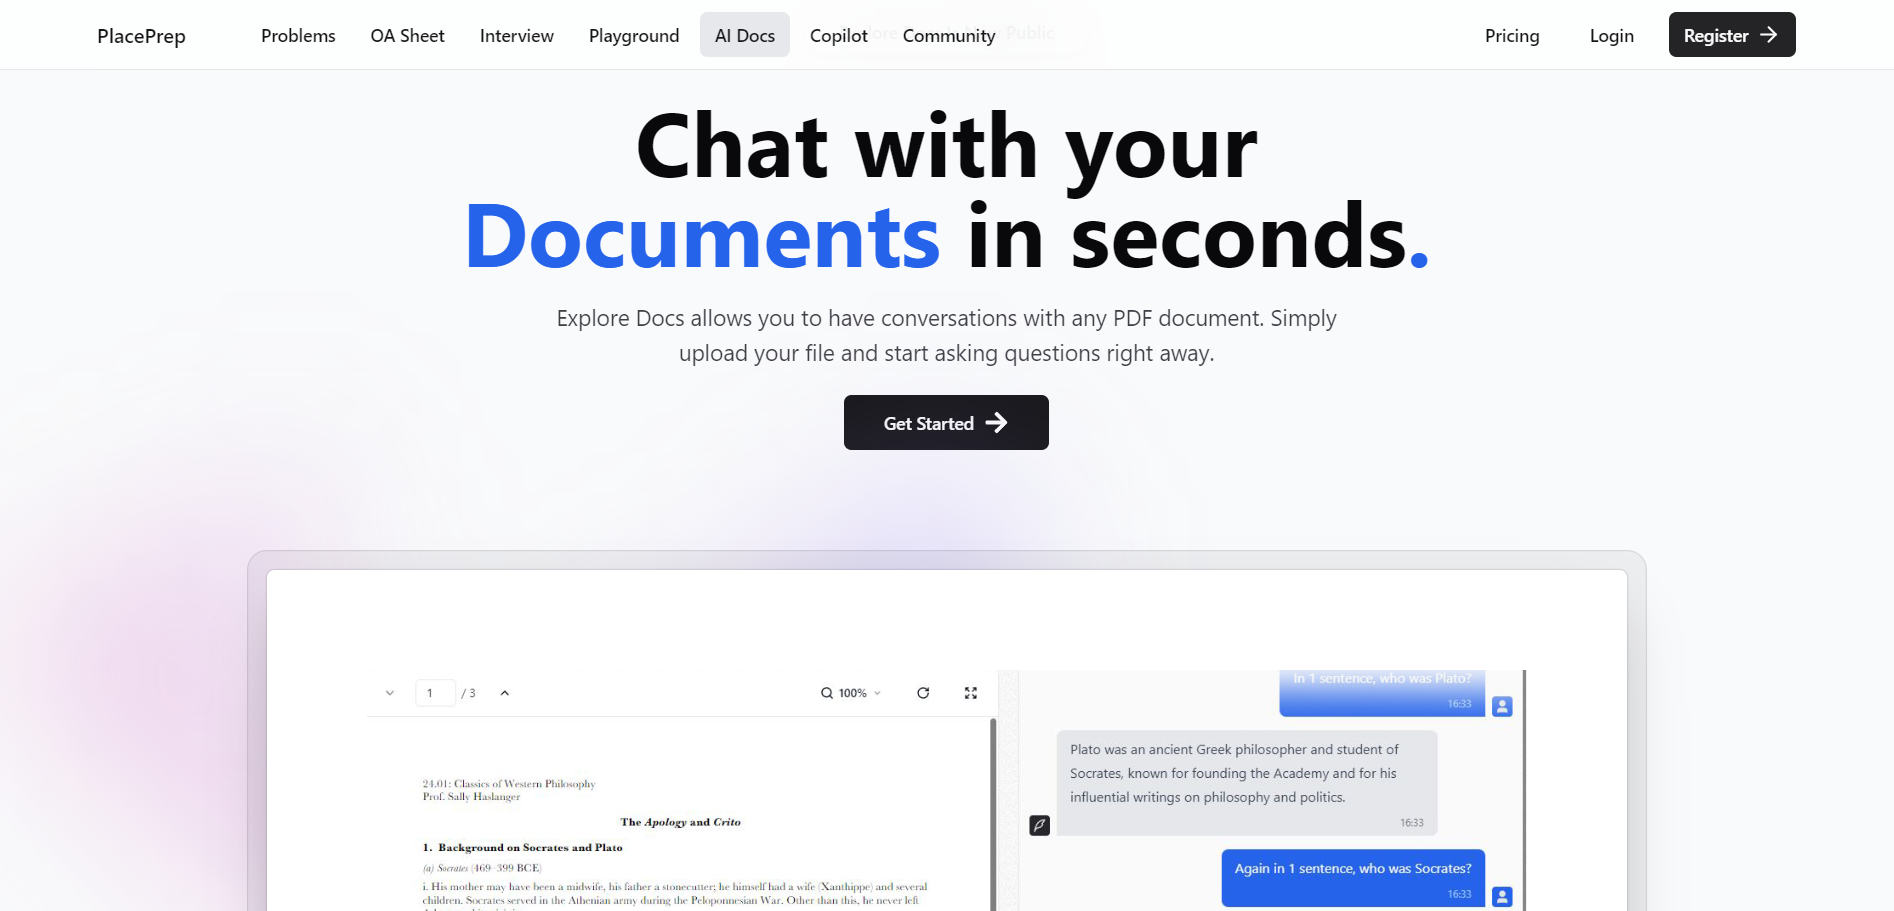 PlacePrep
Problems
OA Sheet
Interview
Playground
AI Docs
Copilot
Community
Public
Pricing
Login
Register
Chat with your
Documents in seconds.
Explore Docs allows you to have conversations with any PDF document. Simply
upload your file and start asking questions right away.
Get Started
1 / 3
100%
24.01: Classics of Western Philosophy
Prof. Sally Haslanger
The Apology and Crito
1. Background on Socrates and Plato
(a) Socrates (469–399 BCE)
i. His mother may have been a midwife, his father a stonecutter; he himself had a wife (Xanthippe) and several
children. Socrates served in the Athenian army during the Peloponnesian War. Other than this, he never left
In 1 sentence, who was Plato?
16:33
Plato was an ancient Greek philosopher and student of
Socrates, known for founding the Academy and for his
influential writings on philosophy and politics.
16:33
Again in 1 sentence, who was Socrates?
16:33